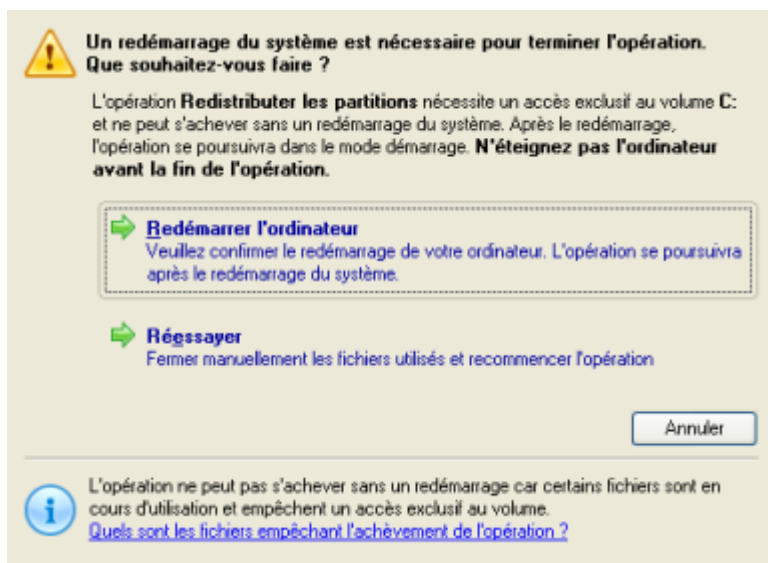 Un redémarrage du système est nécessaire pour terminer l'opération.
Que souhaitez-vous faire ?
L'opération Redistributer les partitions nécessite un accès exclusif au volume C:
et ne peut s'achever sans un redémarrage du système. Après le redémarrage,
l'opération se poursuivra dans le mode démarrage. N'éteignez pas l'ordinateur
avant la fin de l'opération.
Redémarrer l'ordinateur
Veuillez confirmer le redémarrage de votre ordinateur. L'opération se poursuivra
après le redémarrage du système.
Réessayer
Fermer manuellement les fichiers utilisés et recommencer l'opération
Annuler
L'opération ne peut pas s'achever sans un redémarrage car certains fichiers sont en
cours d'utilisation et empêchent un accès exclusif au volume.
Quels sont les fichiers empêchant l'achèvement de l'opération ?